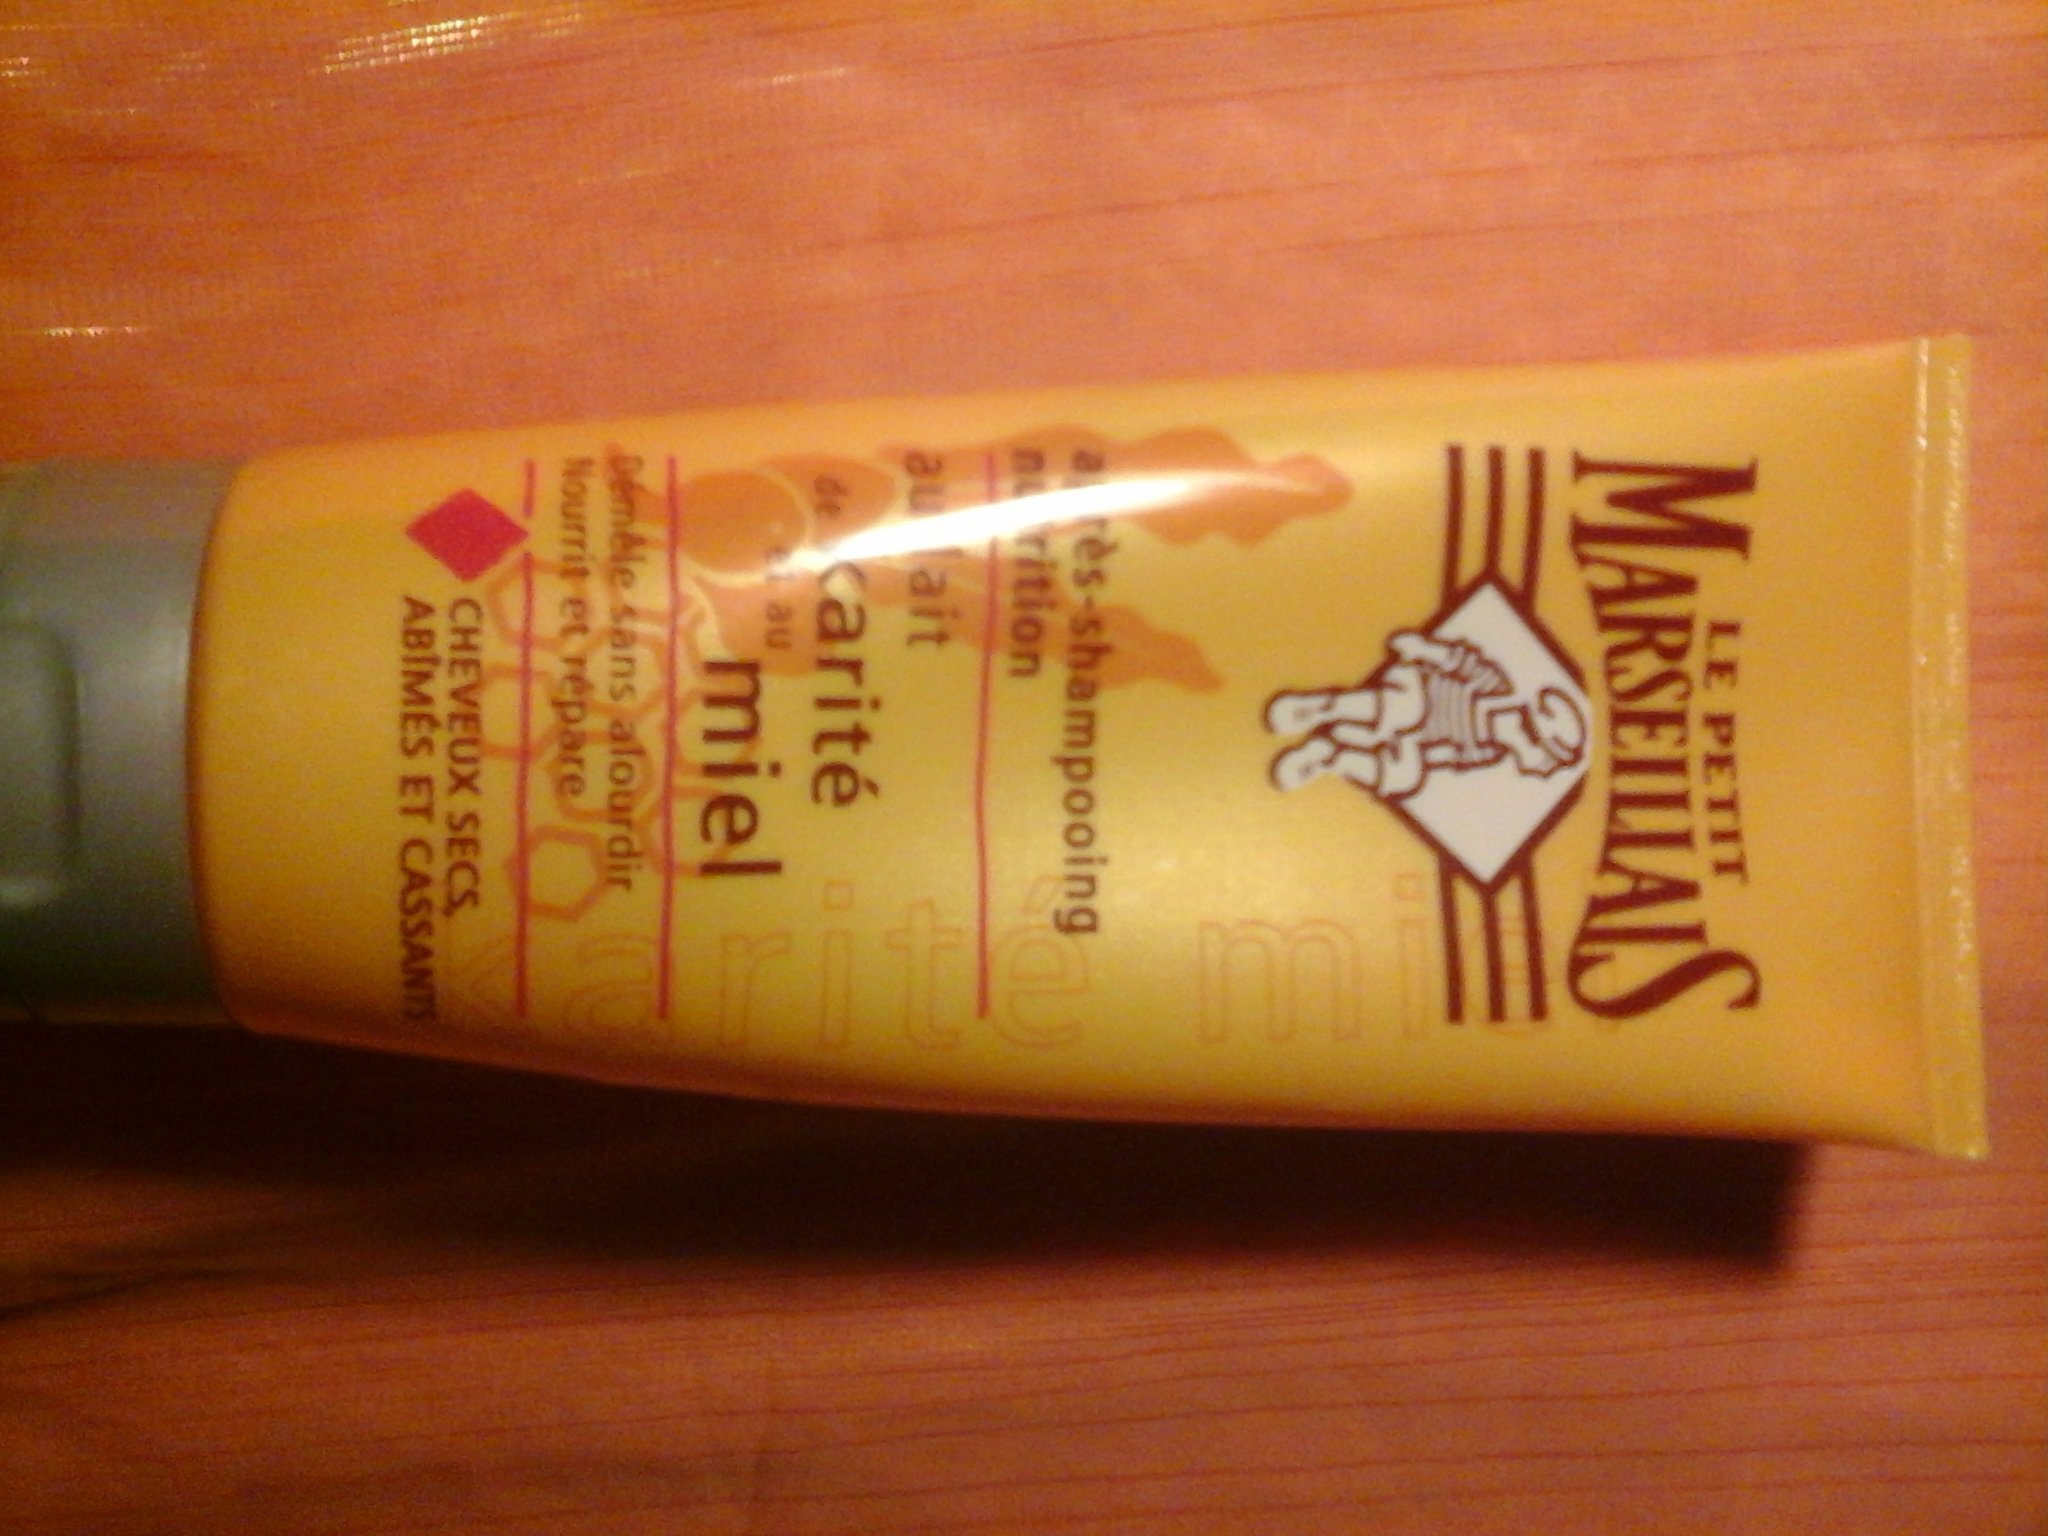 LE PETIT
MARSEILLAIS
après-shampooing
nutrition
au lait
de Karité
et au
miel
Démêle sans alourdir
Nourrit et répare
CHEVEUX SECS,
ABÎMÉS ET CASSANTS
karité mi